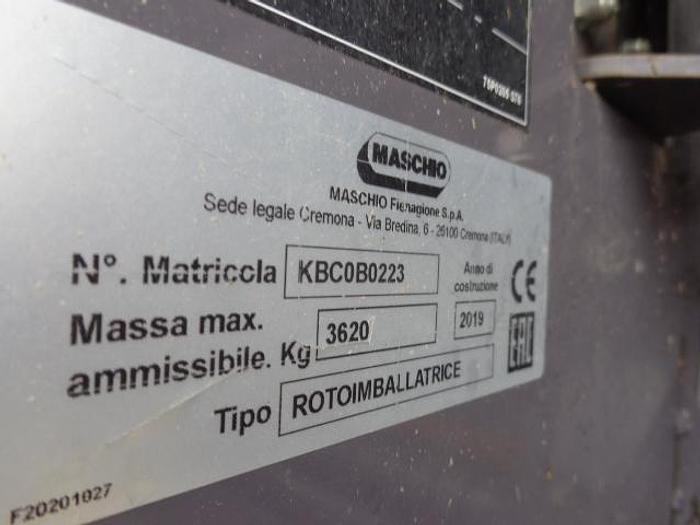 MASCHIO
MASCHIO Fienagione S.p.A.
Sede legale Cremona - Via Bredina, 6 - 26100 Cremona (ITALY)
N°. Matricola KBC0B0223
Anno di costruzione 2019
CE
Massa max. ammissibile. Kg 3620
EAC
Tipo ROTOIMBALLATRICE
F20201027